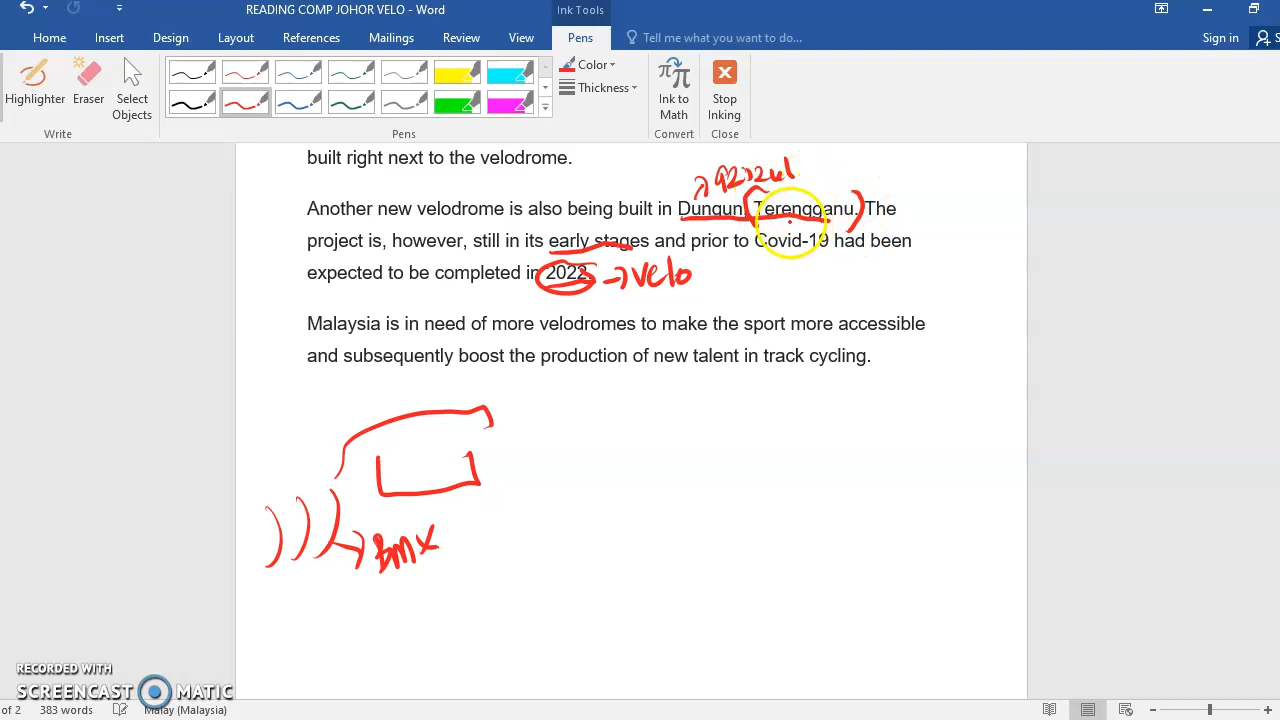 READING COMP JOHOR VELO - Word
Ink Tools
Home Insert Design Layout References Mailings Review View Pens Tell me what you want to do... Sign in S
Highlighter Eraser Select Objects
Color
Thickness
Ink to Math
Stop Inking
Write Pens Convert Close
built right next to the velodrome.
Another new velodrome is also being built in Dungun, Terengganu. The
project is, however, still in its early stages and prior to Covid-19 had been
expected to be completed in 2022. velo
Malaysia is in need of more velodromes to make the sport more accessible
and subsequently boost the production of new talent in track cycling.
BMX
RECORDED WITH
SCREENCAST MATIC
of 2 383 words Malay (Malaysia)